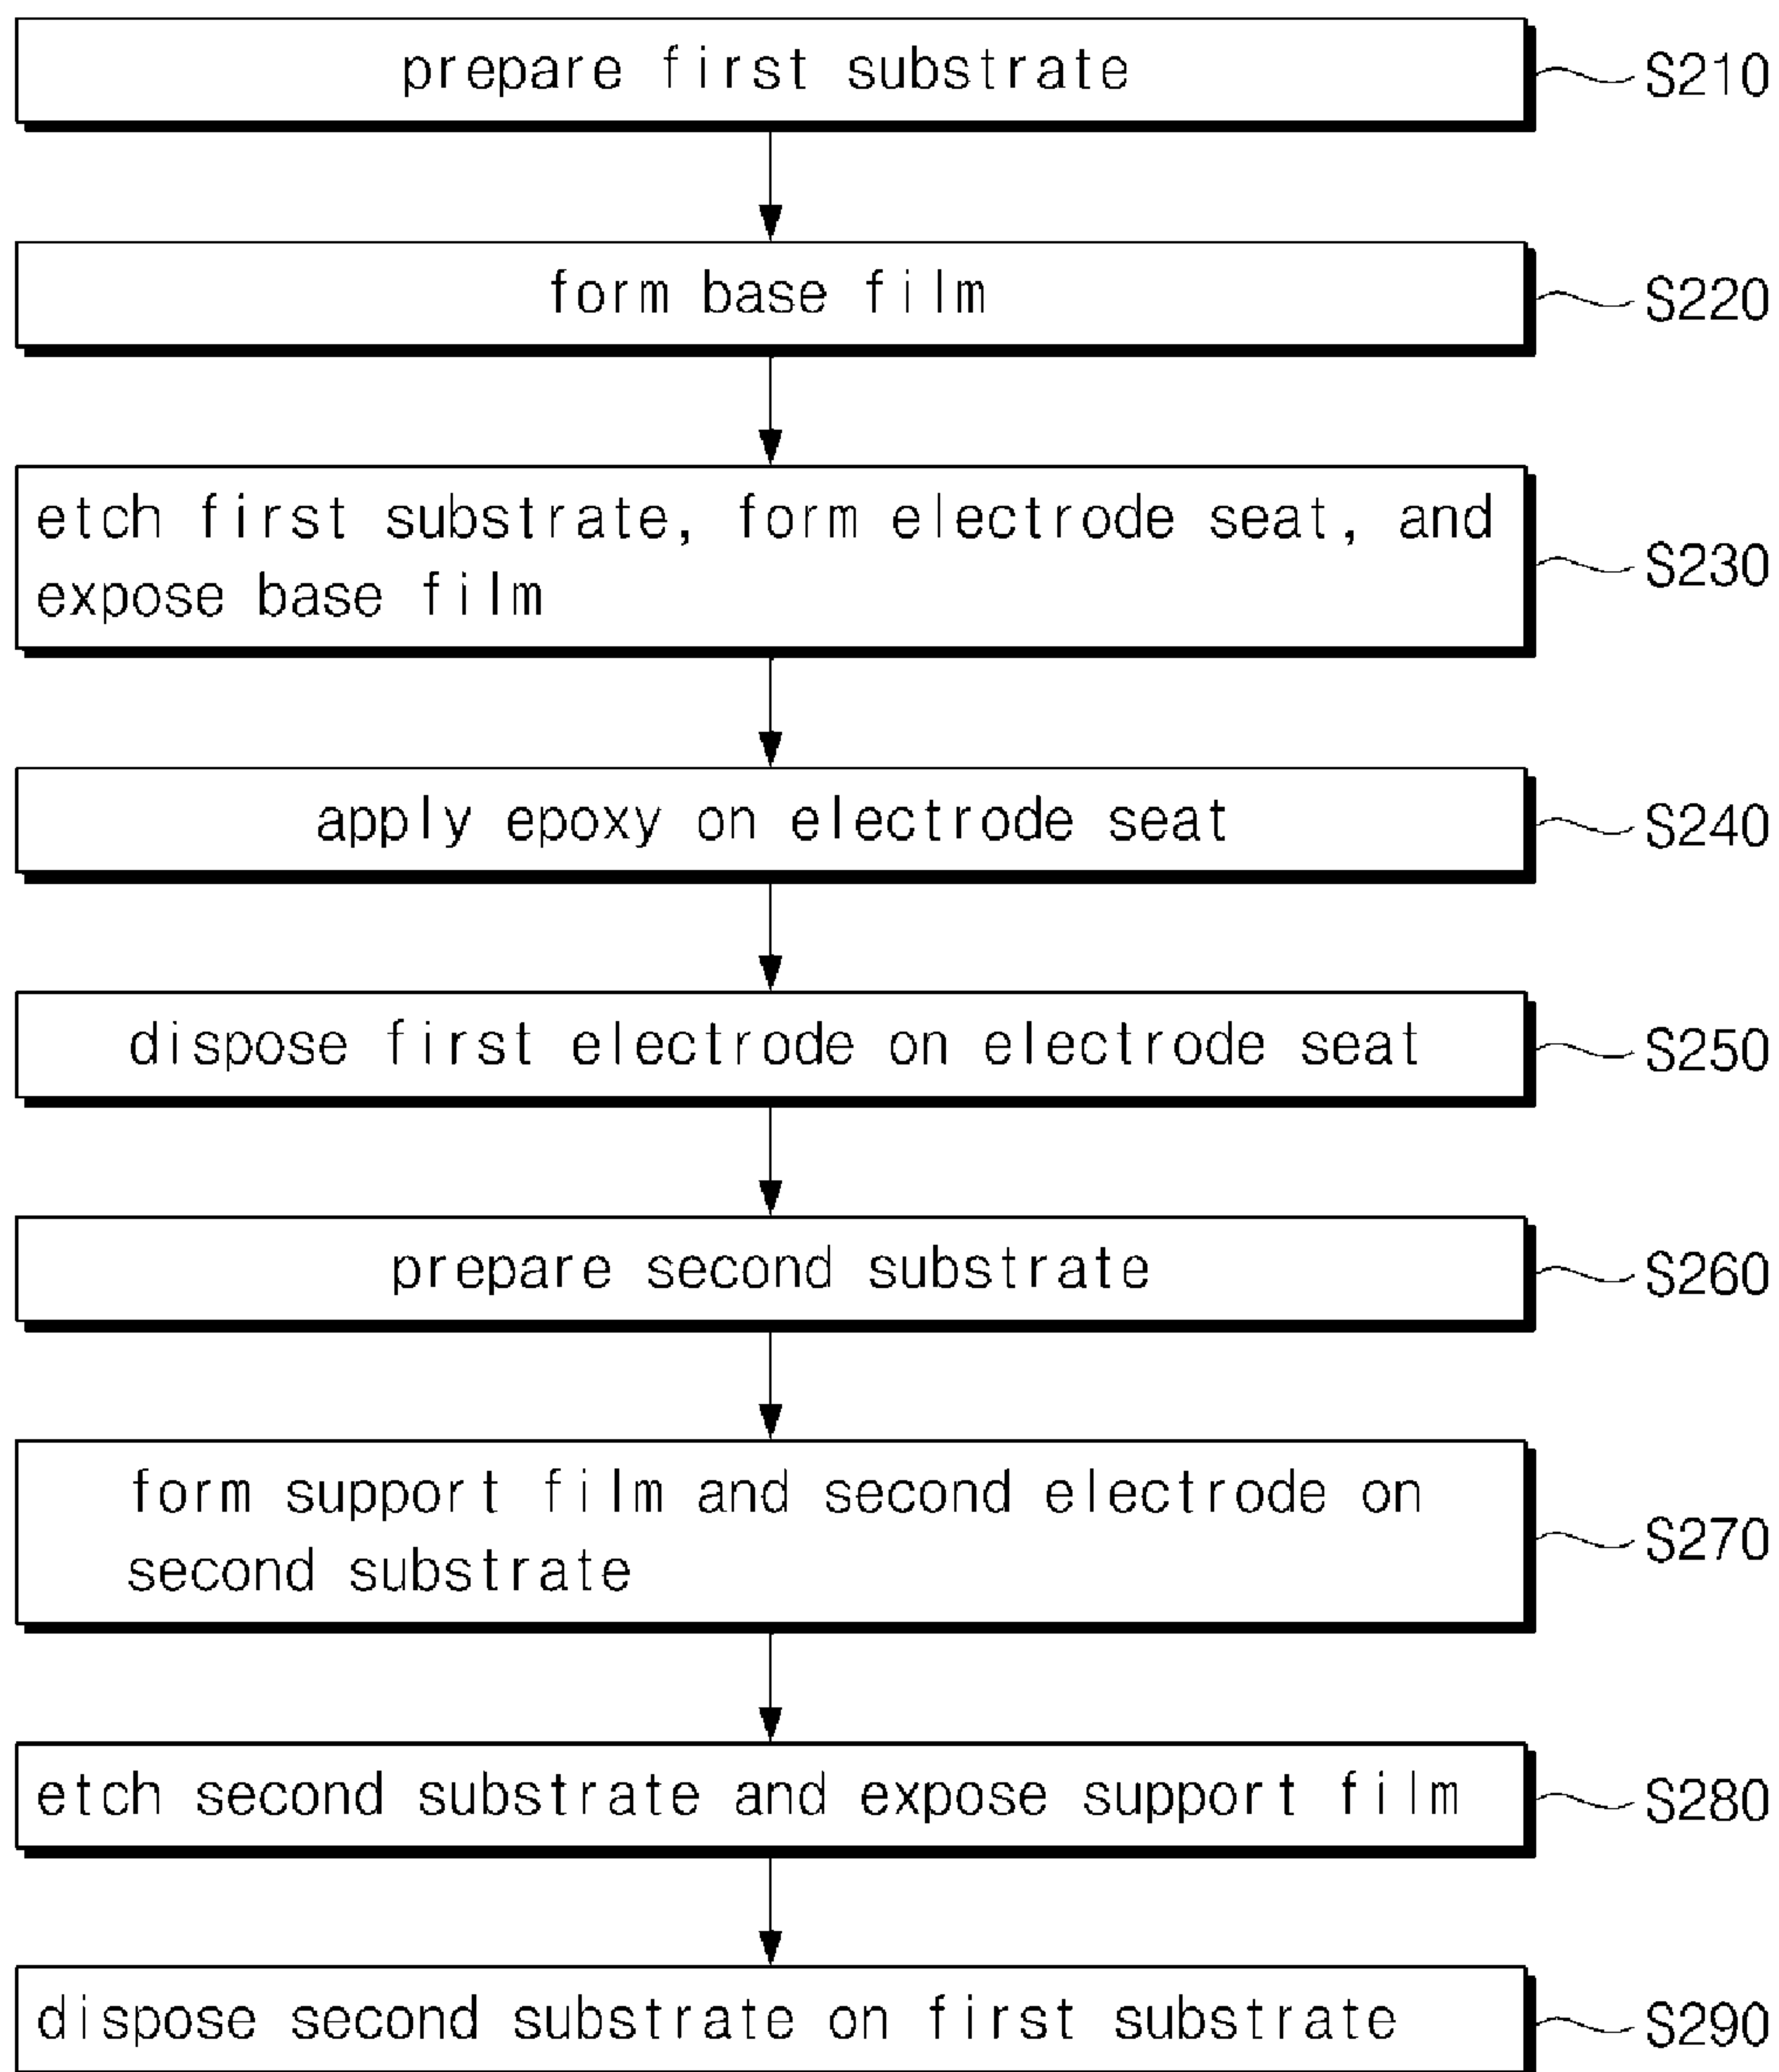 prepare first substrate
S210
form base film
S220
etch first substrate, form electrode seat, and
expose base film
S230
apply epoxy on electrode seat
S240
dispose first electrode on electrode seat
S250
prepare second substrate
S260
form support film and second electrode on
second substrate
S270
etch second substrate and expose support film
S280
dispose second substrate on first substrate
S290